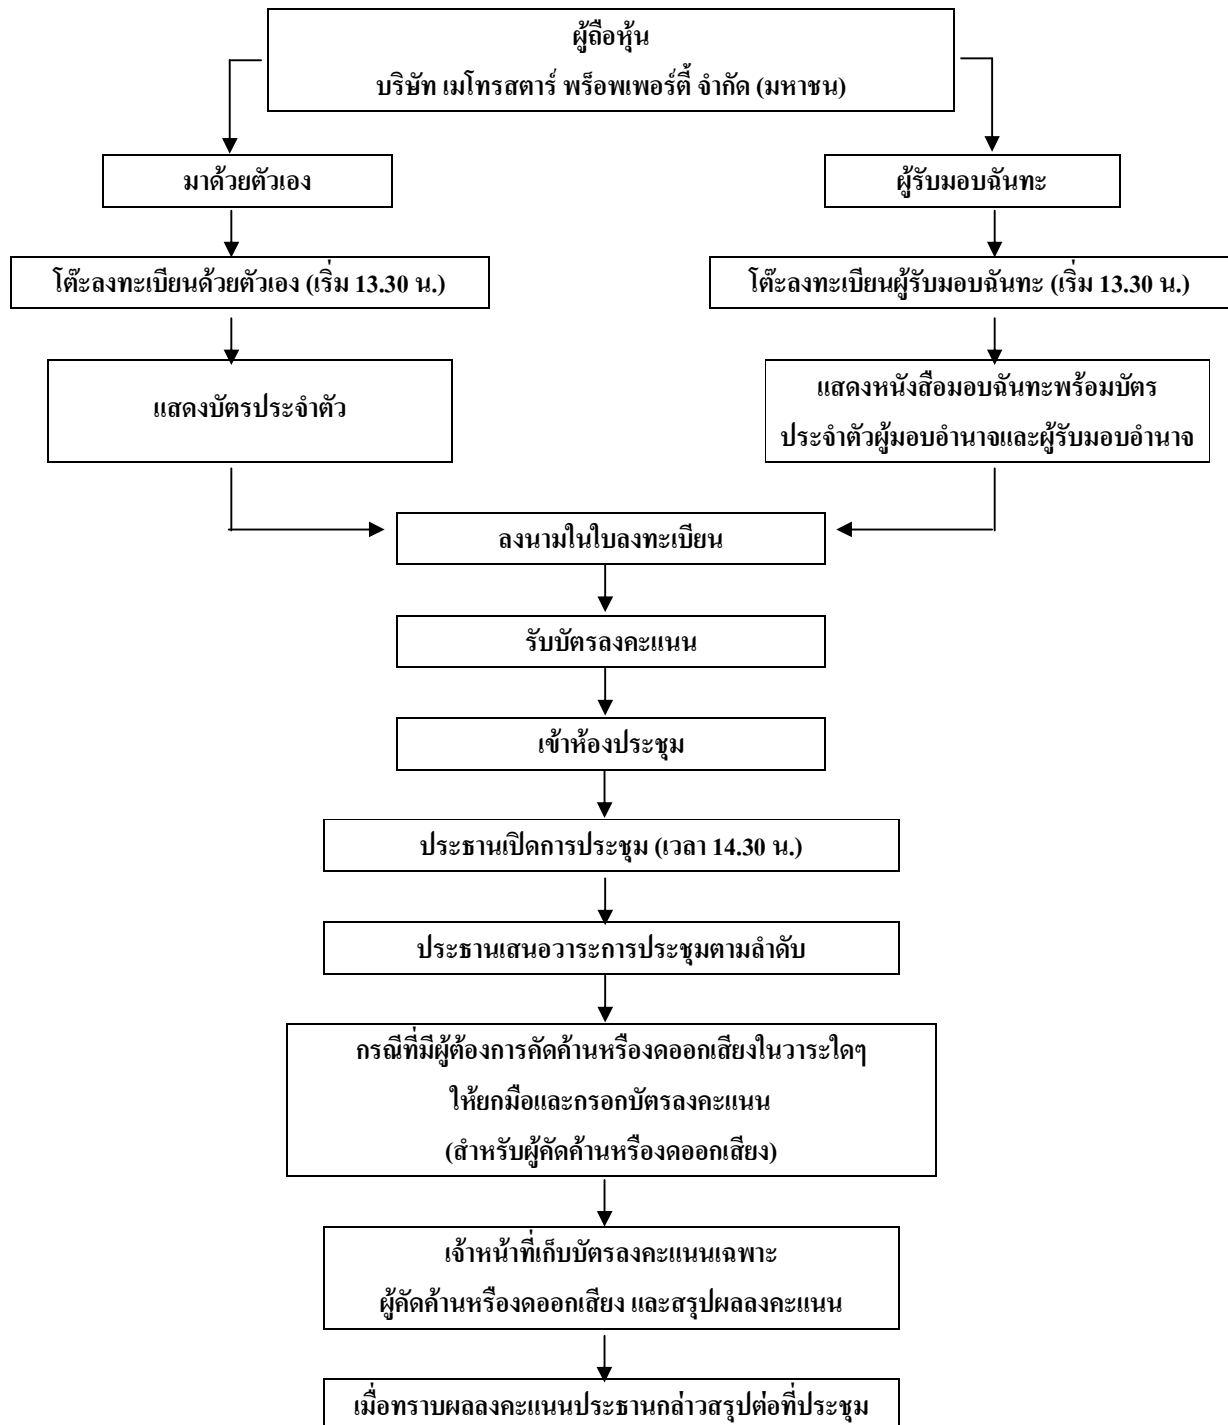 ผู้ถือหุ้น
บริษัท เมโทรสตาร์ พร็อพเพอร์ตี้ จำกัด (มหาชน)
มาด้วยตัวเอง
ผู้รับมอบฉันทะ
โต๊ะลงทะเบียนด้วยตัวเอง (เริ่ม 13.30 น.)
โต๊ะลงทะเบียนผู้รับมอบฉันทะ (เริ่ม 13.30 น.)
แสดงบัตรประจำตัว
แสดงหนังสือมอบฉันทะพร้อมบัตร
ประจำตัวผู้มอบอำนาจและผู้รับมอบอำนาจ
ลงนามในใบลงทะเบียน
รับบัตรลงคะแนน
เข้าห้องประชุม
ประธานเปิดการประชุม (เวลา 14.30 น.)
ประธานเสนอวาระการประชุมตามลำดับ
กรณีที่มีผู้ต้องการคัดค้านหรืองดออกเสียงในวาระใดๆ
ให้ยกมือและกรอกบัตรลงคะแนน
(สำหรับผู้คัดค้านหรืองดออกเสียง)
เจ้าหน้าที่เก็บบัตรลงคะแนนเฉพาะ
ผู้คัดค้านหรืองดออกเสียง และสรุปผลลงคะแนน
เมื่อทราบผลลงคะแนนประธานกล่าวสรุปต่อที่ประชุม